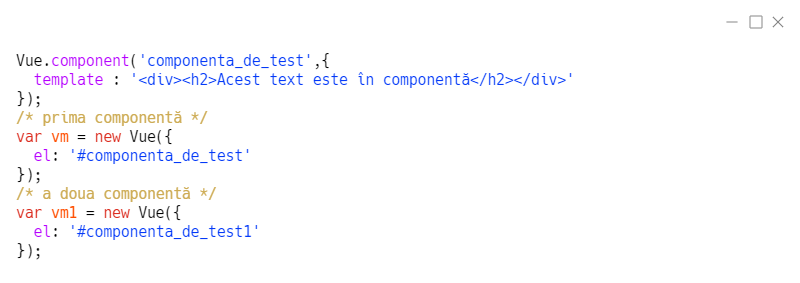 Vue.component('componenta_de_test',{
  template : '<div><h2>Acest text este în componentă</h2></div>'
});
/* prima componentă */
var vm = new Vue({
  el: '#componenta_de_test'
});
/* a doua componentă */
var vm1 = new Vue({
  el: '#componenta_de_test1'
});